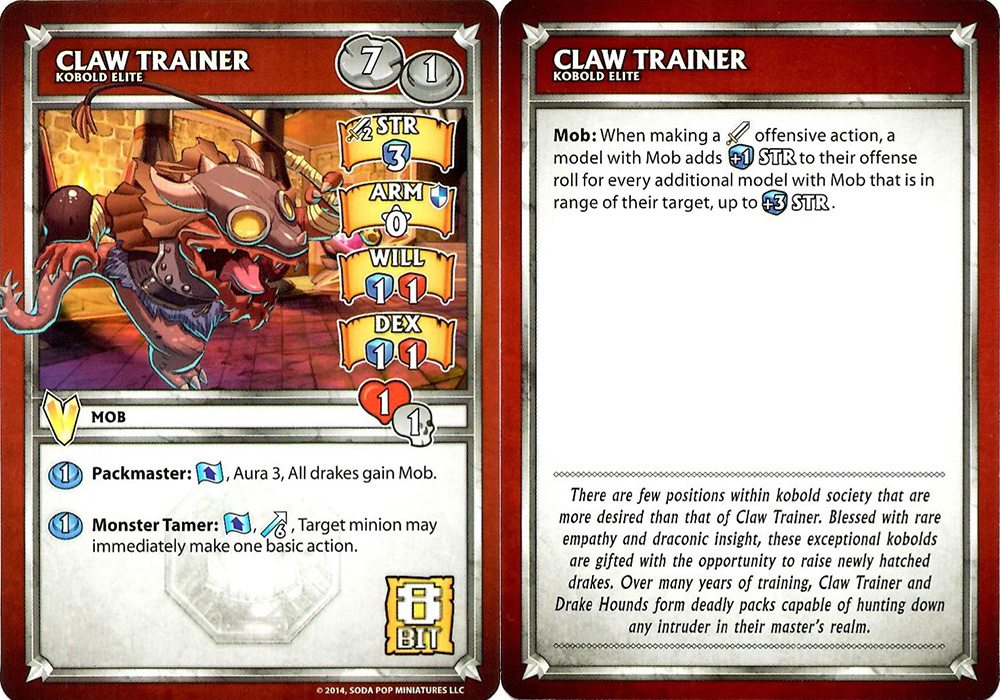 CLAW TRAINER
KOBOLD ELITE
7
1
2 STR
3
ARM
0
WILL
1 1
DEX
1 1
1
1
MOB
1 Packmaster: , Aura 3, All drakes gain Mob.
1 Monster Tamer: , 6, Target minion may
immediately make one basic action.
8
BIT
© 2014, SODA POP MINIATURES LLC
CLAW TRAINER
KOBOLD ELITE
Mob: When making a offensive action, a
model with Mob adds +1 STR to their offense
roll for every additional model with Mob that is in
range of their target, up to +3 STR.
There are few positions within kobold society that are
more desired than that of Claw Trainer. Blessed with rare
empathy and draconic insight, these exceptional kobolds
are gifted with the opportunity to raise newly hatched
drakes. Over many years of training, Claw Trainer and
Drake Hounds form deadly packs capable of hunting down
any intruder in their master's realm.